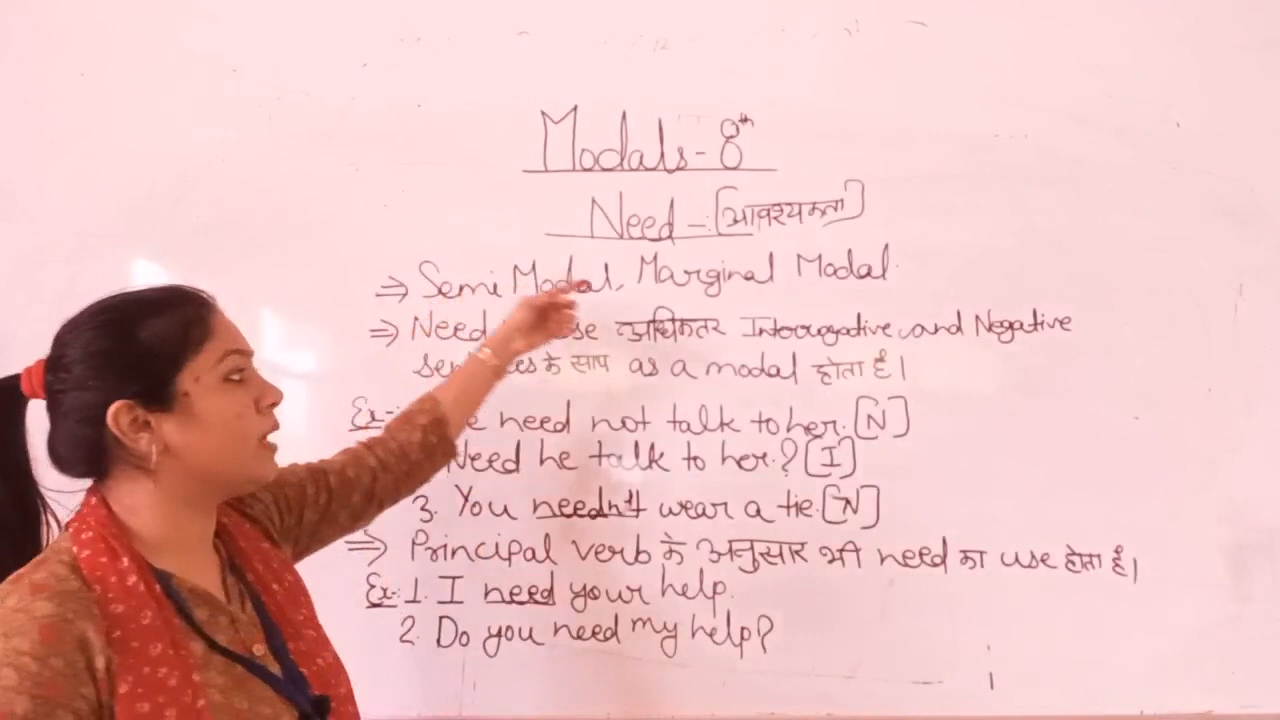 Modals - 8th
Need -: [आवश्यकता]
⇒ Semi Modal, Marginal Modal
⇒ Need use अधिकतर Interrogative and Negative
के साथ as a modal होता है।
Ex:- need not talk to her. [N]
Need he talk to her.? [I]
3. You needn't wear a tie. [N]
⇒ Principal verb के अनुसार भी need का use होता है।
Ex:- 1. I need your help.
2. Do you need my help?